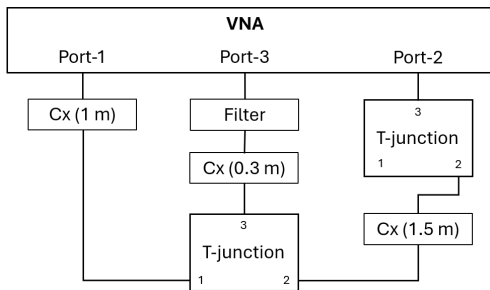 VNA
Port-1 Port-3 Port-2
Cx (1 m) Filter 3
T-junction
1 2
Cx (0.3 m)
3
T-junction
1 2
Cx (1.5 m)